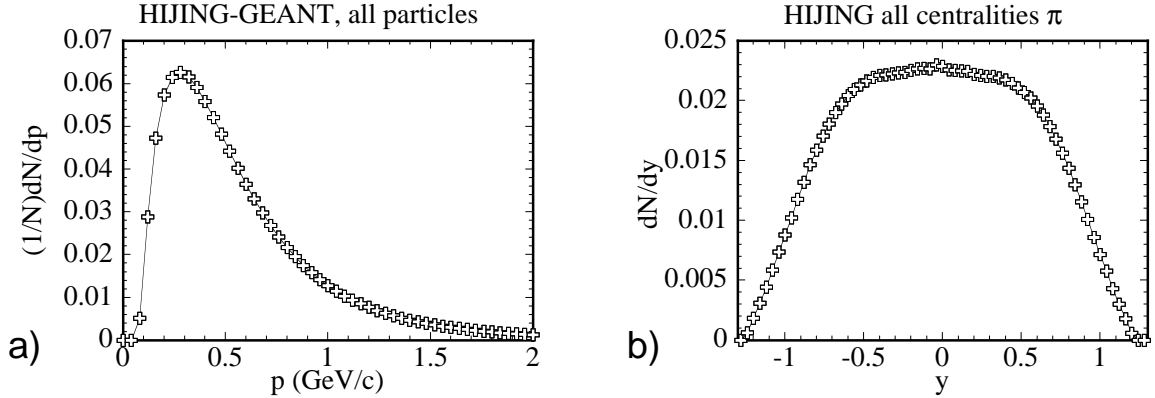 HIJING-GEANT, all particles
0.07
0.06
0.05
0.04
0.03
0.02
0.01
0
(1/N)dN/dp
0 0.5 1 1.5 2
p (GeV/c)
a)
HIJING all centralities π
0.025
0.02
0.015
0.01
0.005
0
dN/dy
-1 -0.5 0 0.5 1
y
b)